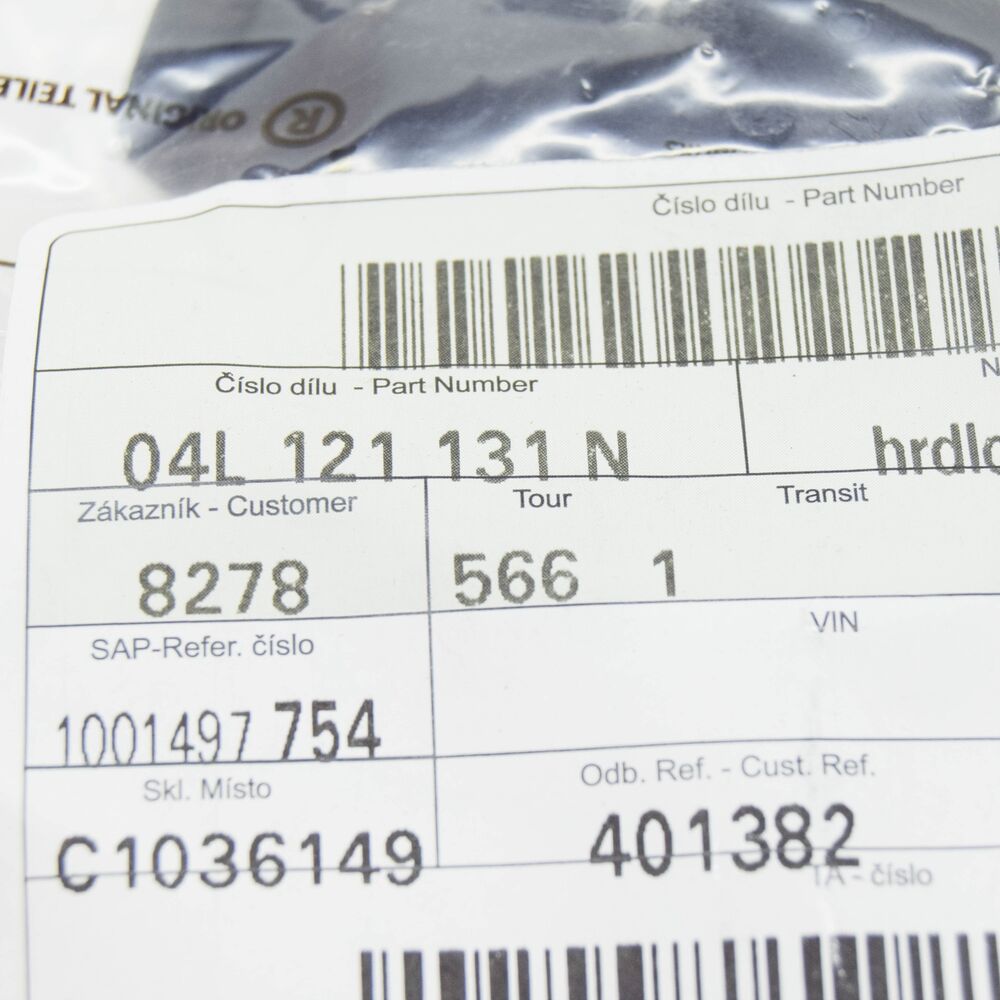 ORIGINAL TEILE ®
Číslo dílu - Part Number
Číslo dílu - Part Number
N
04L 121 131 N
hrdlo
Zákazník - Customer
Tour
Transit
8278
566 1
VIN
SAP-Refer. číslo
1001497 754
Skl. Místo
Odb. Ref. - Cust. Ref.
C1036149
401382
TA - číslo